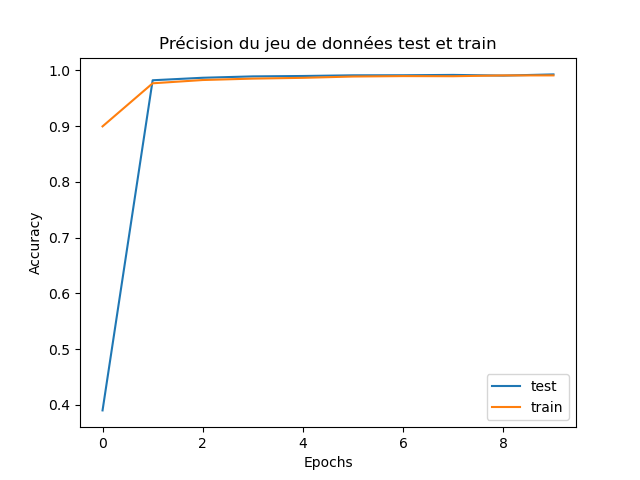 Précision du jeu de données test et train
1.0
0.9
0.8
0.7
0.6
0.5
0.4
Accuracy
0 2 4 6 8
Epochs
test
train